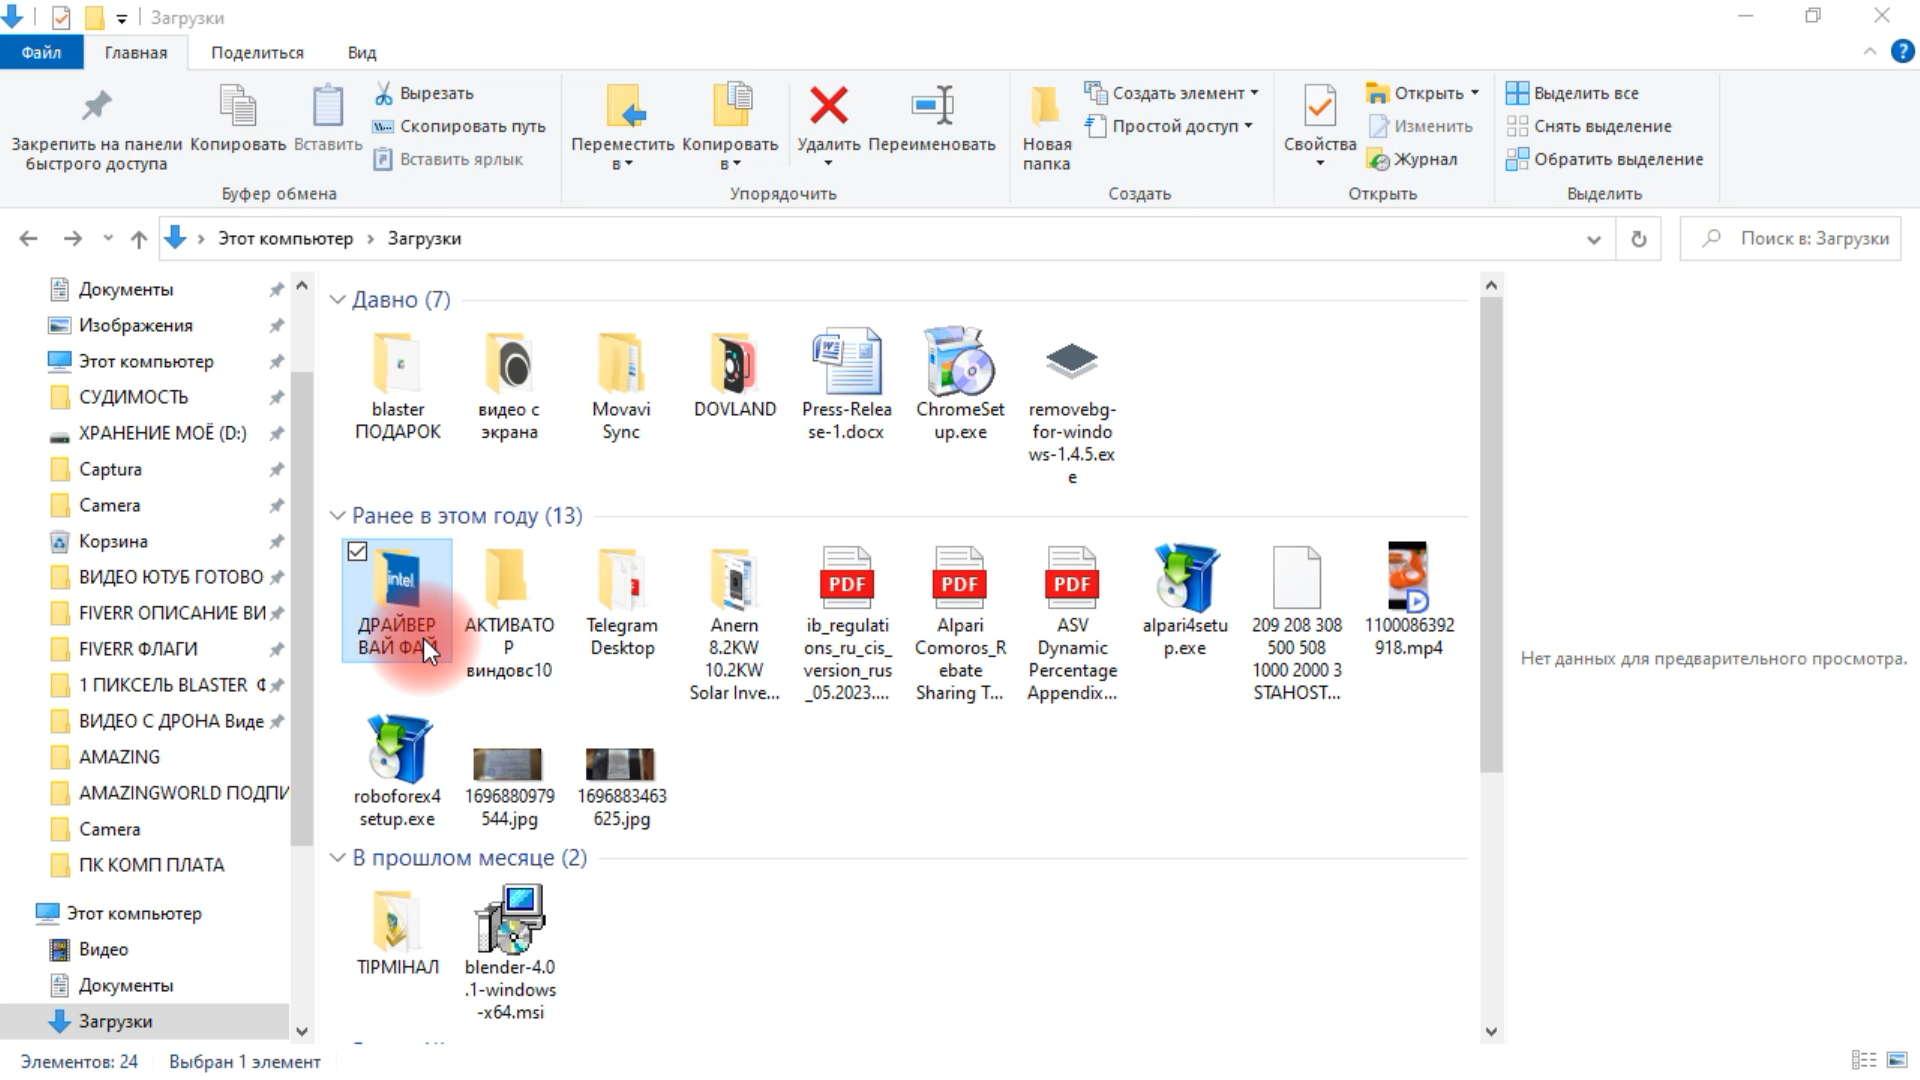 Загрузки
Файл
Главная
Поделиться
Вид
Закрепить на панели
быстрого доступа
Копировать
Вставить
Вырезать
Скопировать путь
Вставить ярлык
Буфер обмена
Переместить
в
Копировать
в
Удалить
Переименовать
Упорядочить
Новая
папка
Создать элемент
Простой доступ
Создать
Свойства
Открыть
Изменить
Журнал
Открыть
Выделить все
Снять выделение
Обратить выделение
Выделить
Этот компьютер
Загрузки
Поиск в: Загрузки
Документы
Изображения
Этот компьютер
СУДИМОСТЬ
ХРАНЕНИЕ МОЁ (D:)
Captura
Camera
Корзина
ВИДЕО ЮТУБ ГОТОВО
FIVERR ОПИСАНИЕ ВИ
FIVERR ФЛАГИ
1 ПИКСЕЛЬ BLASTER
ВИДЕО С ДРОНА Виде
AMAZING
AMAZINGWORLD ПОДПИ
Camera
ПК КОМП ПЛАТА
Этот компьютер
Видео
Документы
Загрузки
Давно (7)
blaster
ПОДАРОК
видео с
экрана
Movavi
Sync
DOVLAND
Press-Relea
se-1.docx
ChromeSet
up.exe
removebg-
for-windo
ws-1.4.5.ex
e
Ранее в этом году (13)
intel
ДРАЙВЕР
ВАЙ ФАЙ
АКТИВАТО
Р
виндовс10
Telegram
Desktop
Anern
8.2KW
10.2KW
Solar Inve...
PDF
ib_regulati
ons_ru_cis_
version_rus
_05.2023....
PDF
Alpari
Comoros_R
ebate
Sharing T...
PDF
ASV
Dynamic
Percentage
Appendix...
alpari4setu
p.exe
209 208 308
500 508
1000 2000 3
STAHOST...
1100086392
918.mp4
roboforex4
setup.exe
1696880979
544.jpg
1696883463
625.jpg
В прошлом месяце (2)
ТІРМІНАЛ
blender-4.0
.1-windows
-x64.msi
Нет данных для предварительного просмотра.
Элементов: 24
Выбран 1 элемент